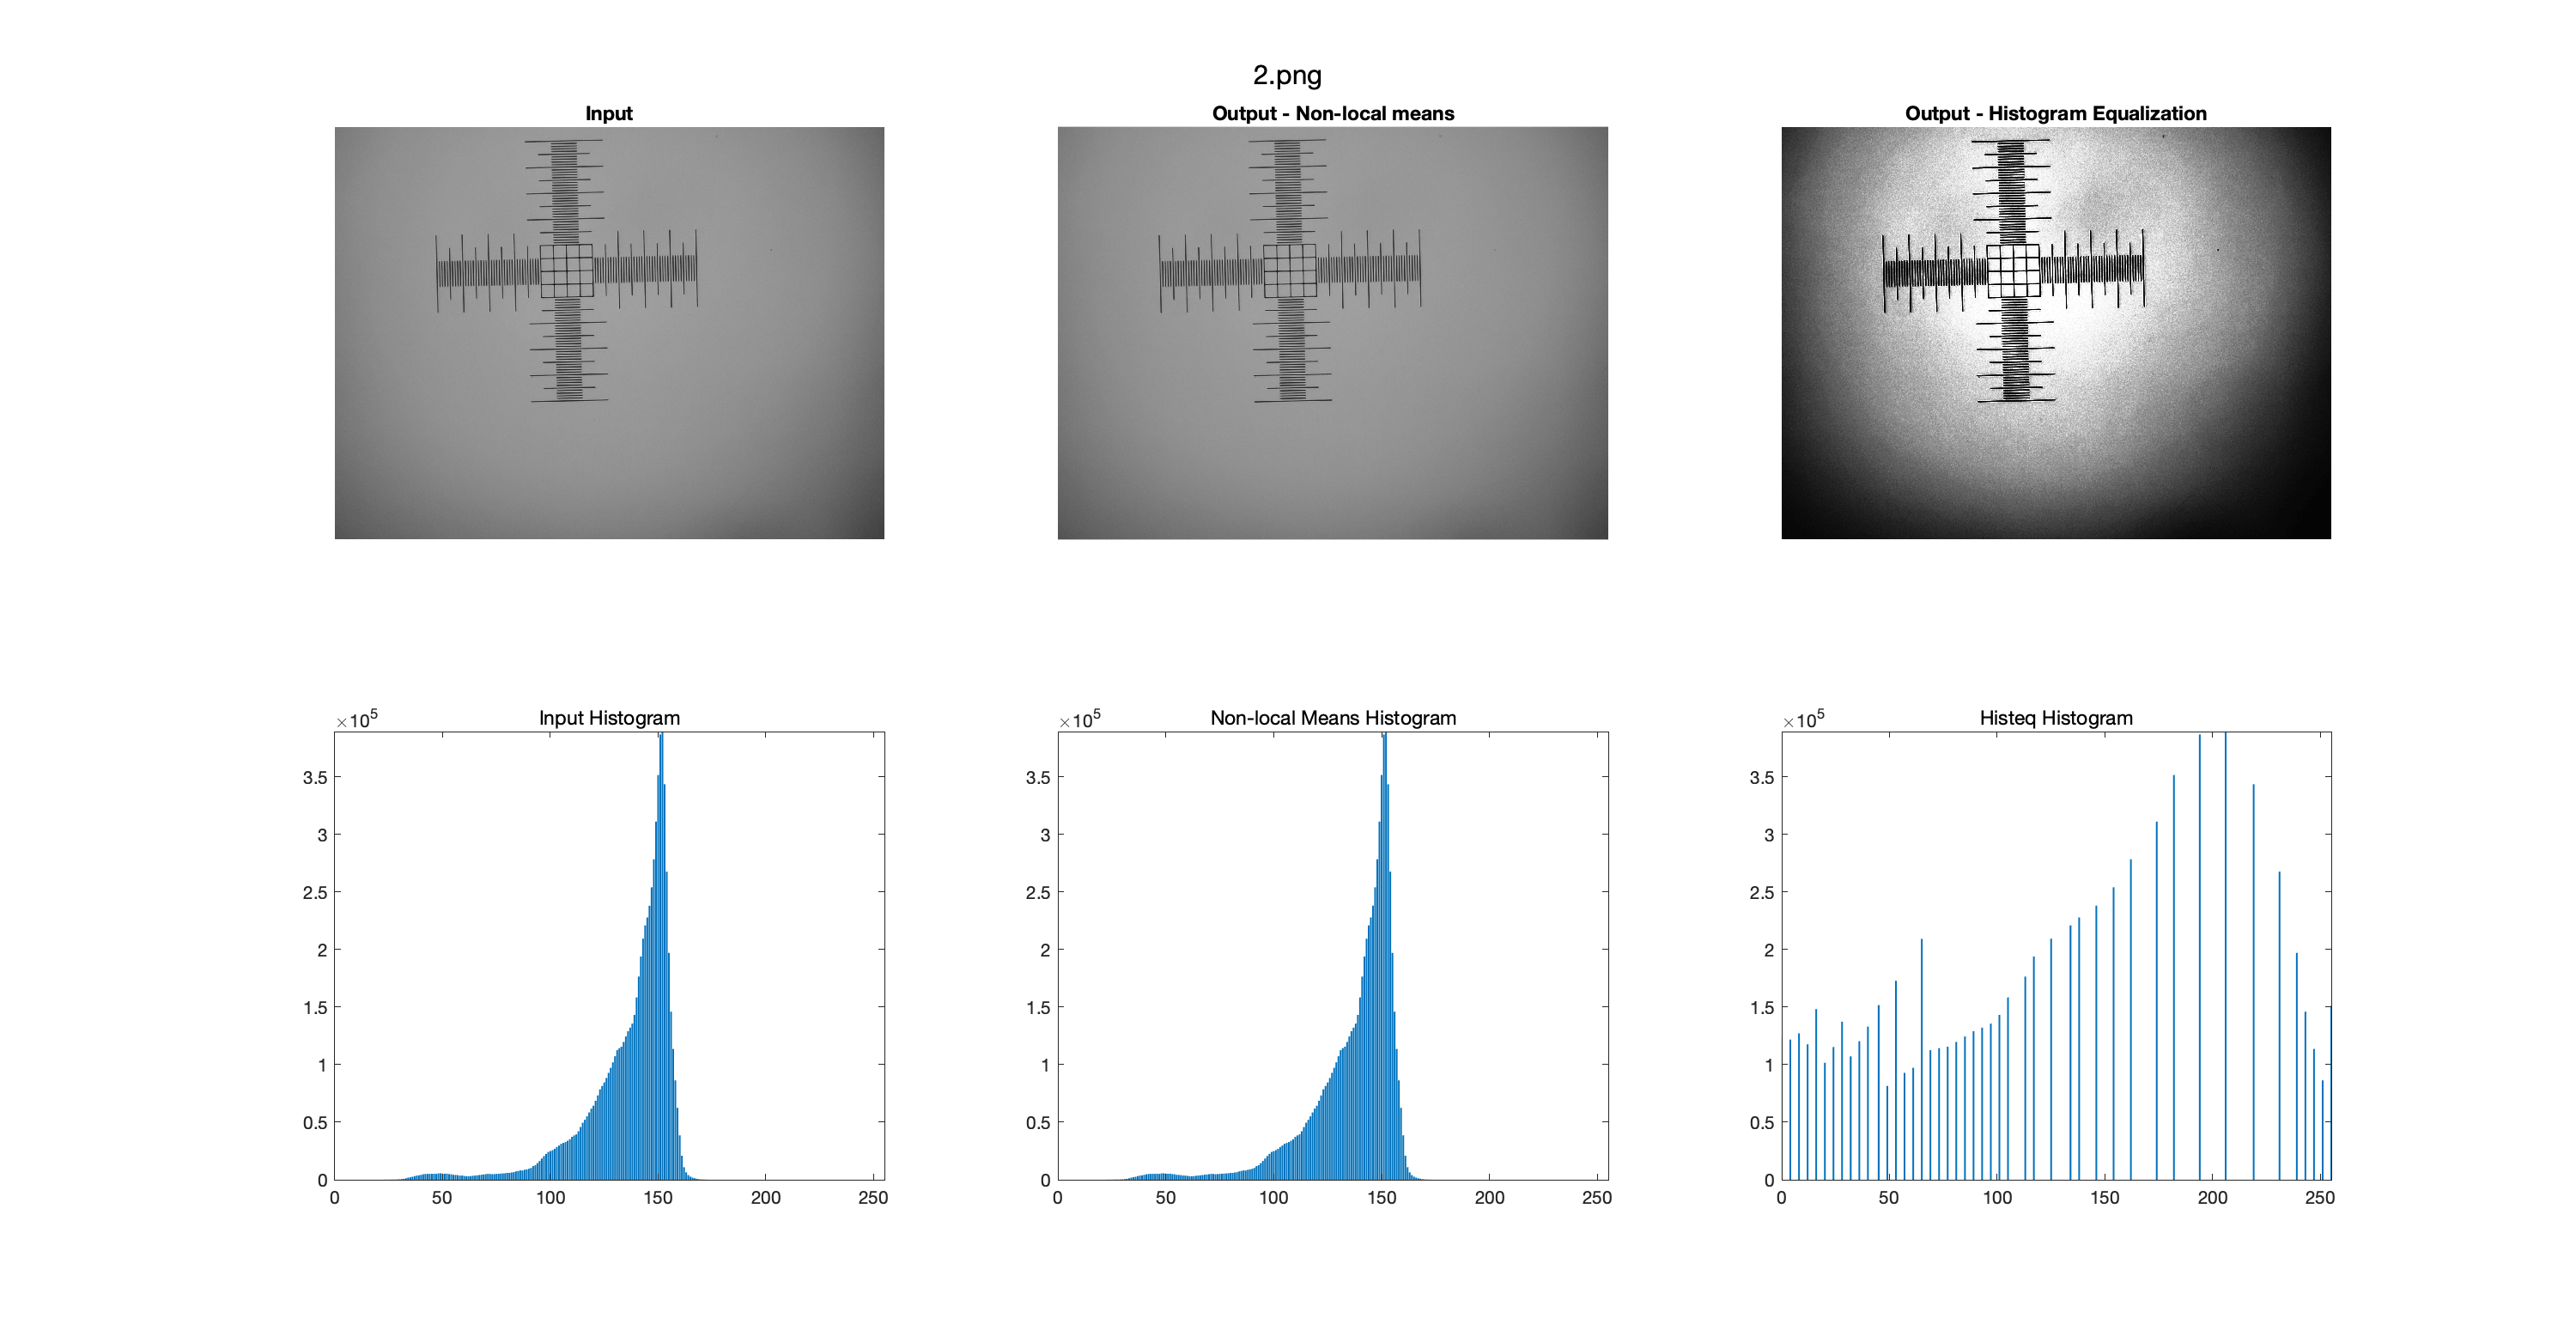 2.png
Input
Output - Non-local means
Output - Histogram Equalization
Input Histogram
×10^5
3.5
3
2.5
2
1.5
1
0.5
0
0 50 100 150 200 250
Non-local Means Histogram
×10^5
3.5
3
2.5
2
1.5
1
0.5
0
0 50 100 150 200 250
Histeq Histogram
×10^5
3.5
3
2.5
2
1.5
1
0.5
0
0 50 100 150 200 250